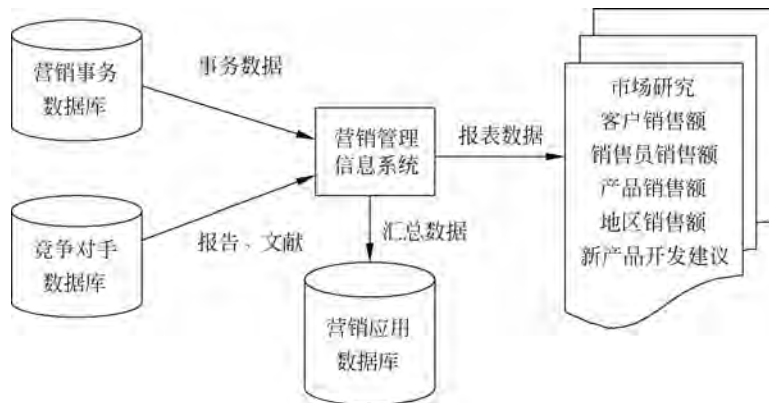 营销事务
数据库
事务数据
营销管理
信息系统
竞争对手
数据库
报告、文献
汇总数据
营销应用
数据库
报表数据
市场研究
客户销售额
销售员销售额
产品销售额
地区销售额
新产品开发建议